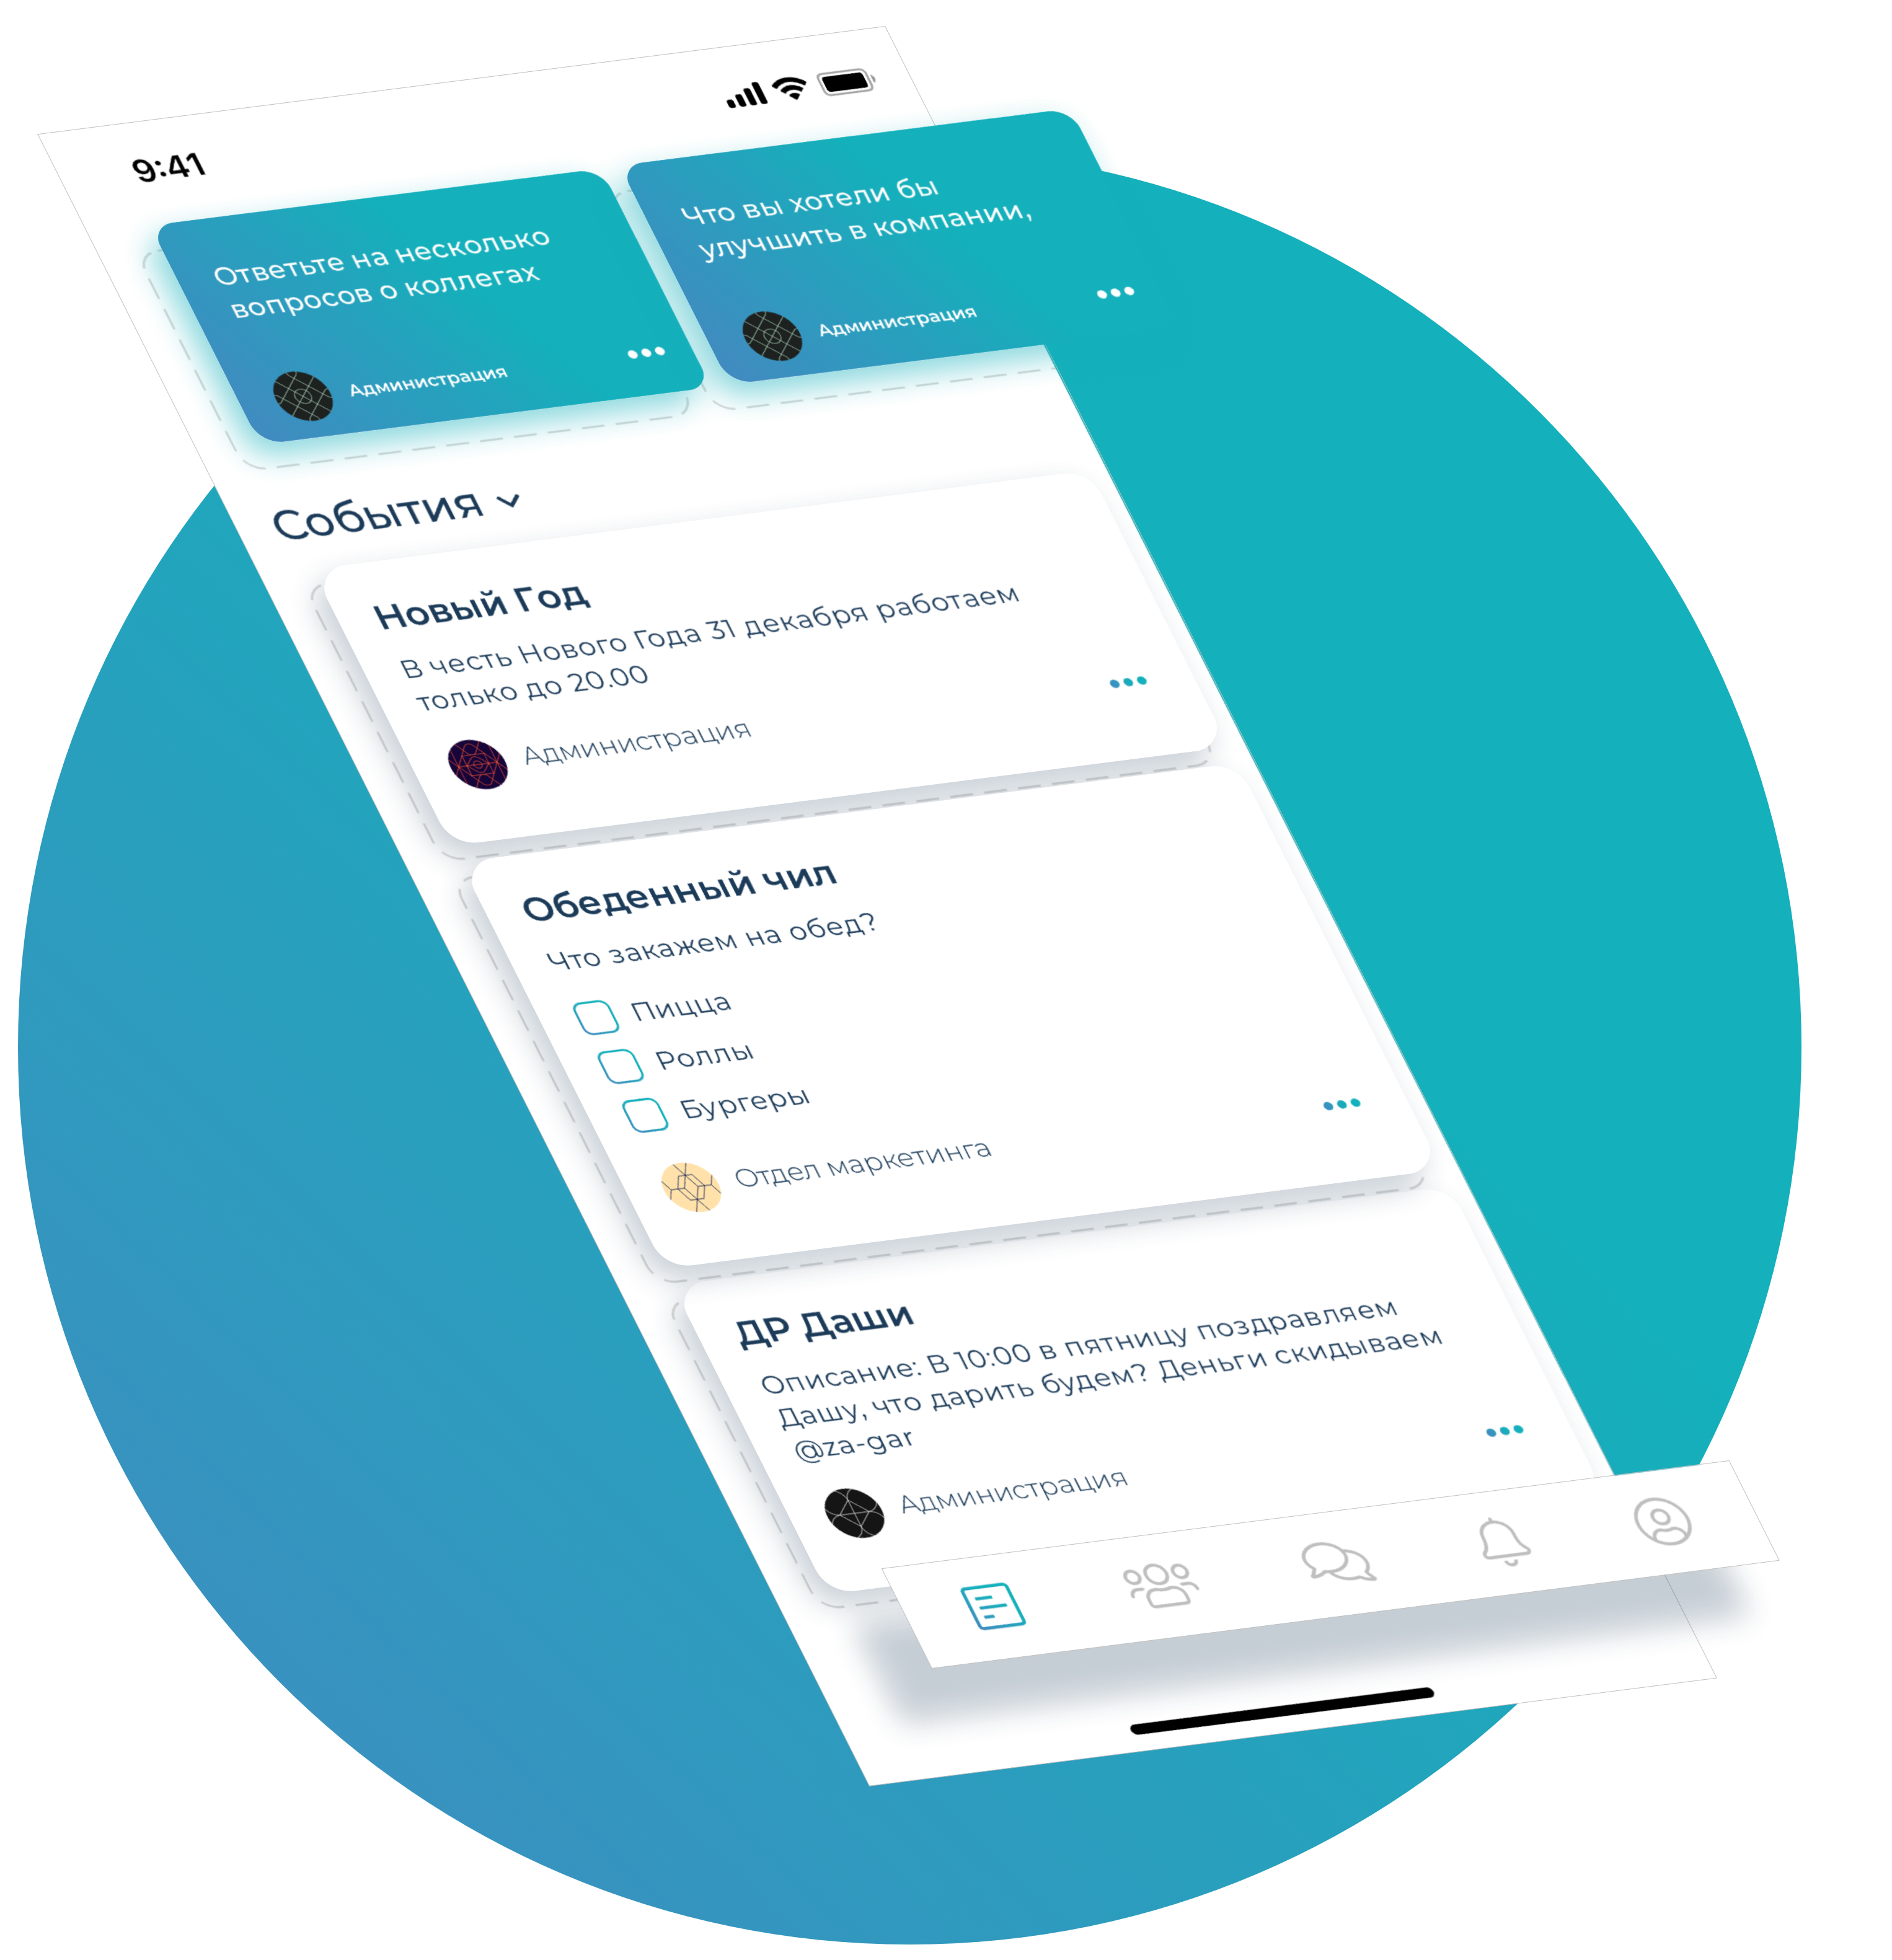 9:41
Ответьте на несколько
вопросов о коллегах
Администрация
Что вы хотели бы
улучшить в компании,
Администрация
События
Новый Год
В честь Нового Года 31 декабря работаем
только до 20.00
Администрация
Обеденный чил
Что закажем на обед?
Пицца
Роллы
Бургеры
Отдел маркетинга
ДР Даши
Описание: В 10:00 в пятницу поздравляем
Дашу, что дарить будем? Деньги скидываем
@za-gar
Администрация